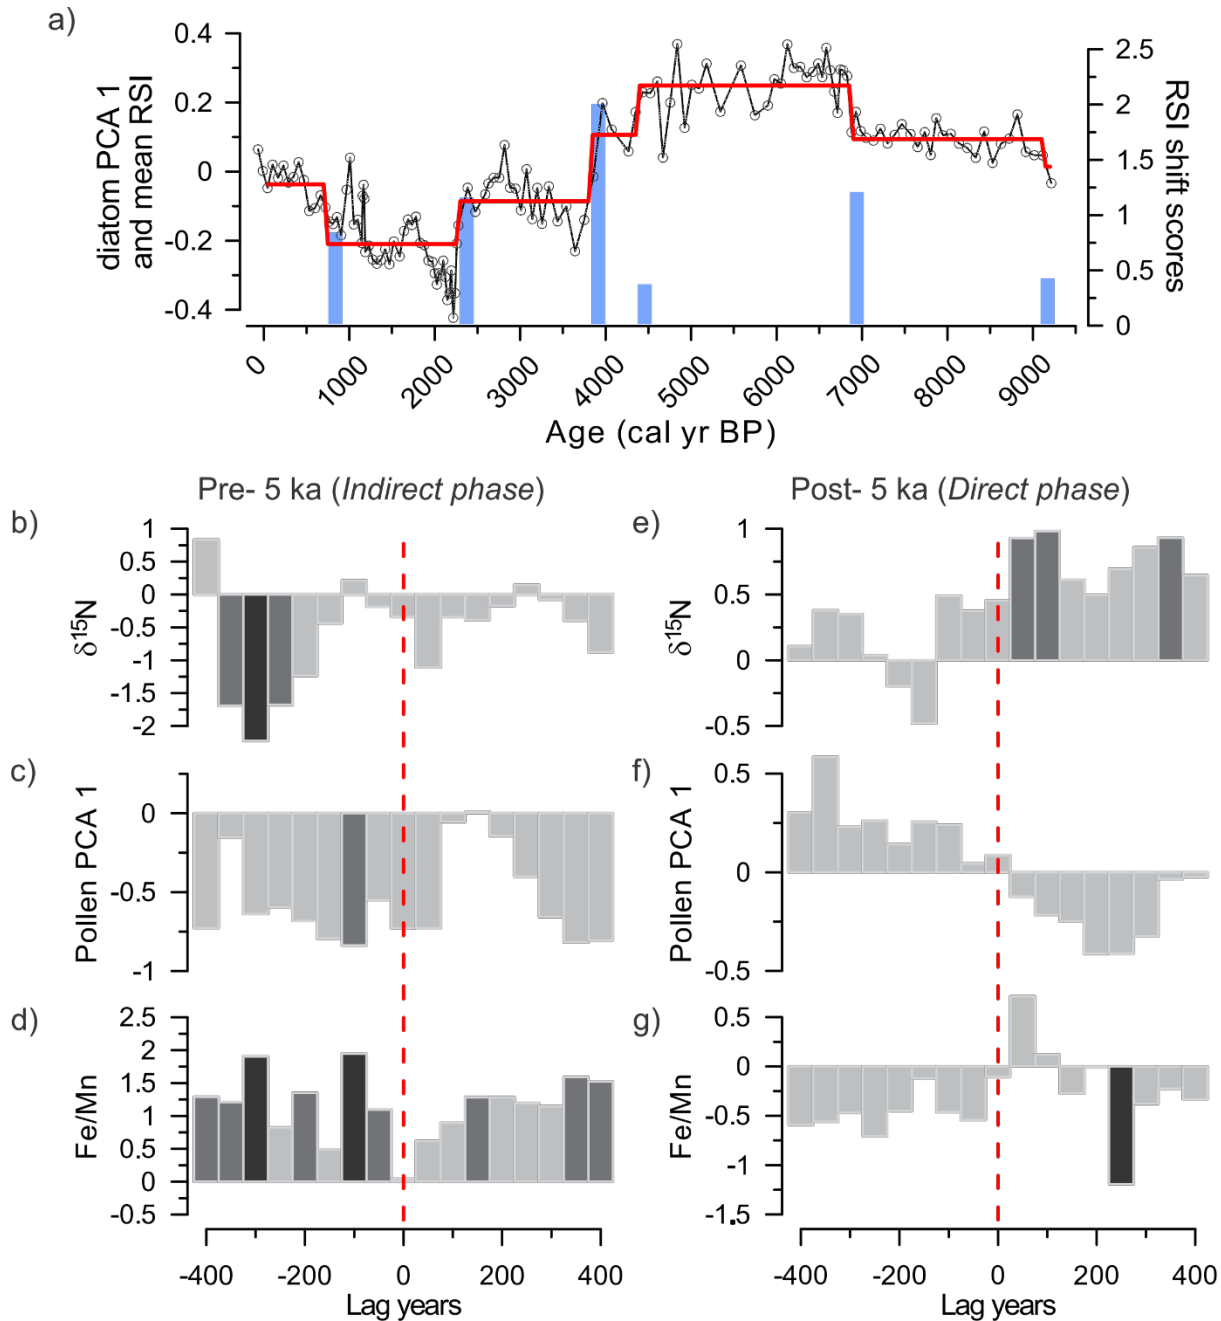 a)
diatom PCA 1
and mean RSI
0.4
0.2
0
-0.2
-0.4
2.5
2
1.5
1
0.5
0
RSI shift scores
0 1000 2000 3000 4000 5000 6000 7000 8000 9000
Age (cal yr BP)
Pre- 5 ka (Indirect phase)
b)
δ¹⁵N
1
0.5
0
-0.5
-1
-1.5
-2
c)
Pollen PCA 1
0
-0.5
-1
d)
Fe/Mn
2.5
2
1.5
1
0.5
0
-0.5
-400 -200 0 200 400
Lag years
Post- 5 ka (Direct phase)
e)
δ¹⁵N
1
0.5
0
-0.5
f)
Pollen PCA 1
0.5
0
-0.5
g)
Fe/Mn
0.5
0
-0.5
-1
-1.5
-400 -200 0 200 400
Lag years